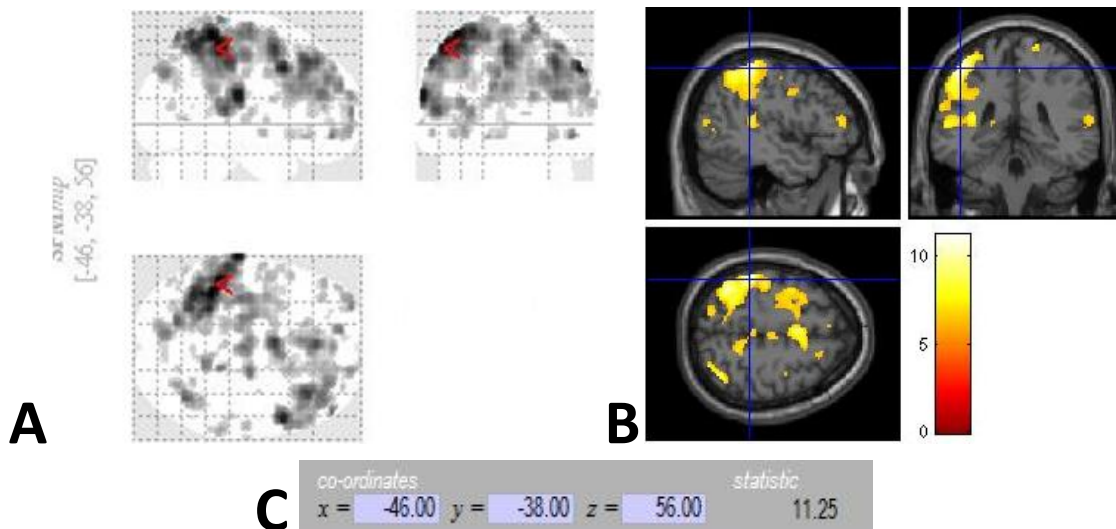 SPMmip
[-46, -38, 56]
A
B
10
5
0
C
co-ordinates
statistic
x = -46.00 y = -38.00 z = 56.00
11.25